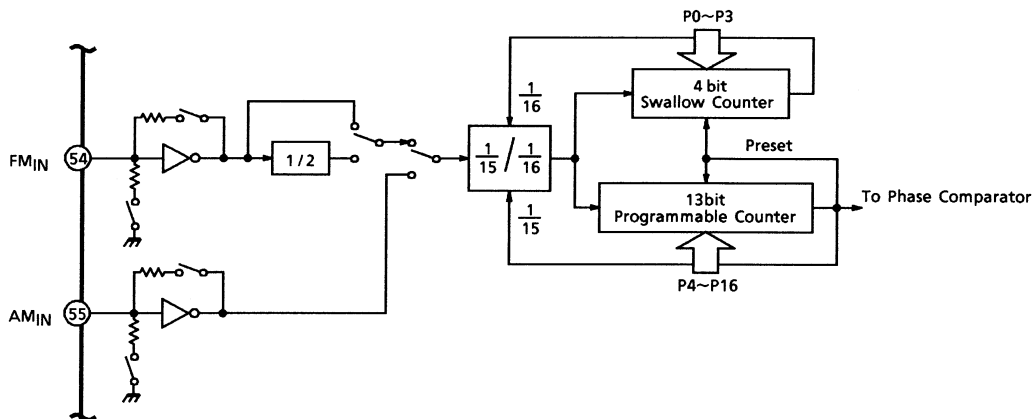 P0~P3
1
16
4 bit
Swallow Counter
FMIN
54
1/2
1
15
/
1
16
Preset
13bit
Programmable Counter
To Phase Comparator
1
15
P4~P16
AMIN
55